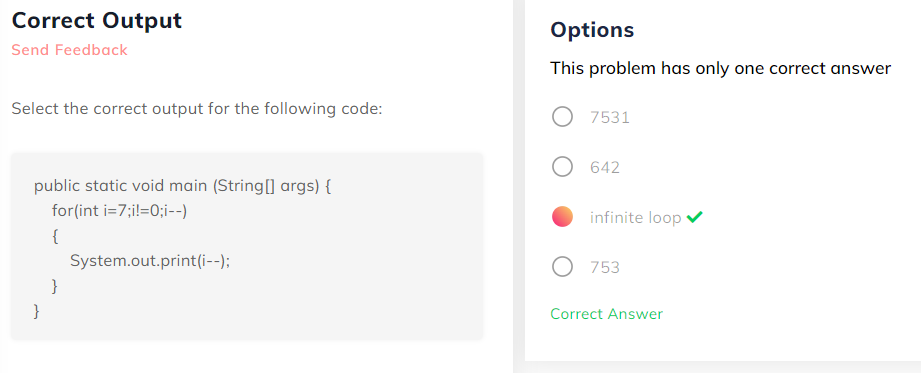 Correct Output
Send Feedback
Select the correct output for the following code:
public static void main (String[] args) {
for(int i=7;i!=0;i--)
{
System.out.print(i--);
}
}
Options
This problem has only one correct answer
7531
642
infinite loop
753
Correct Answer